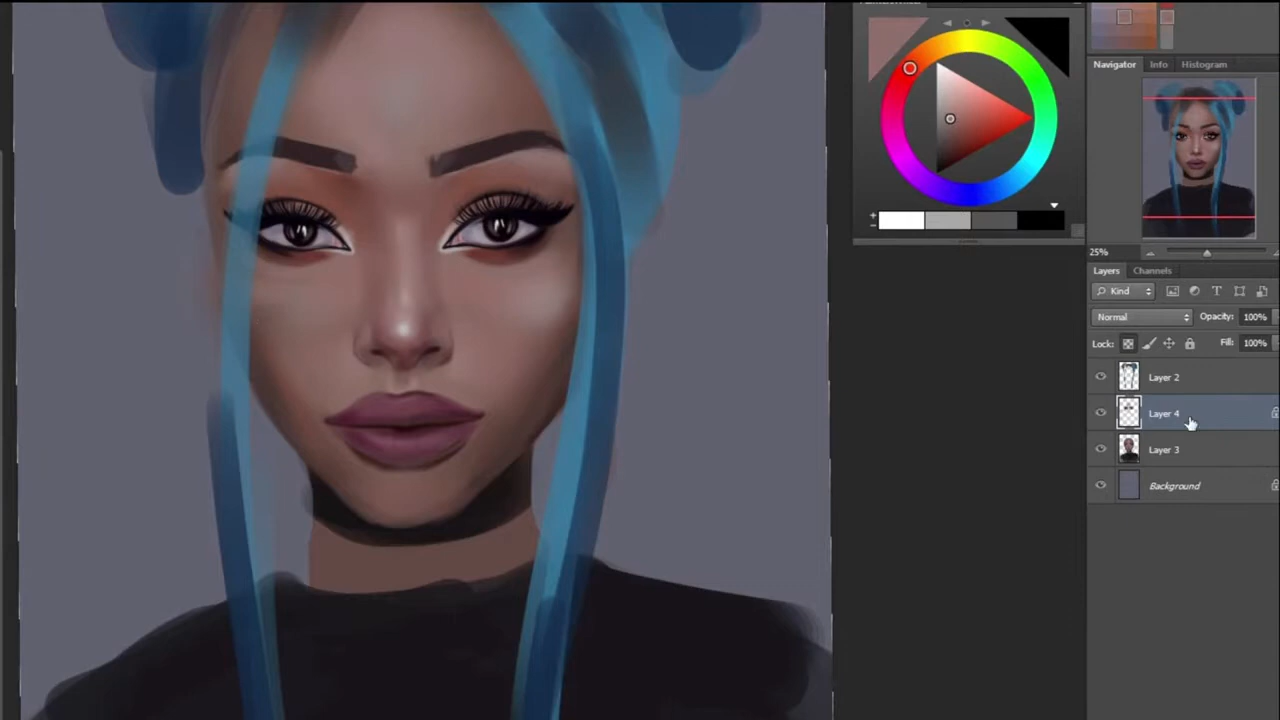 Navigator Info Histogram
25%
Layers Channels
Kind
Normal Opacity: 100%
Lock: Fill: 100%
Layer 2
Layer 4
Layer 3
Background